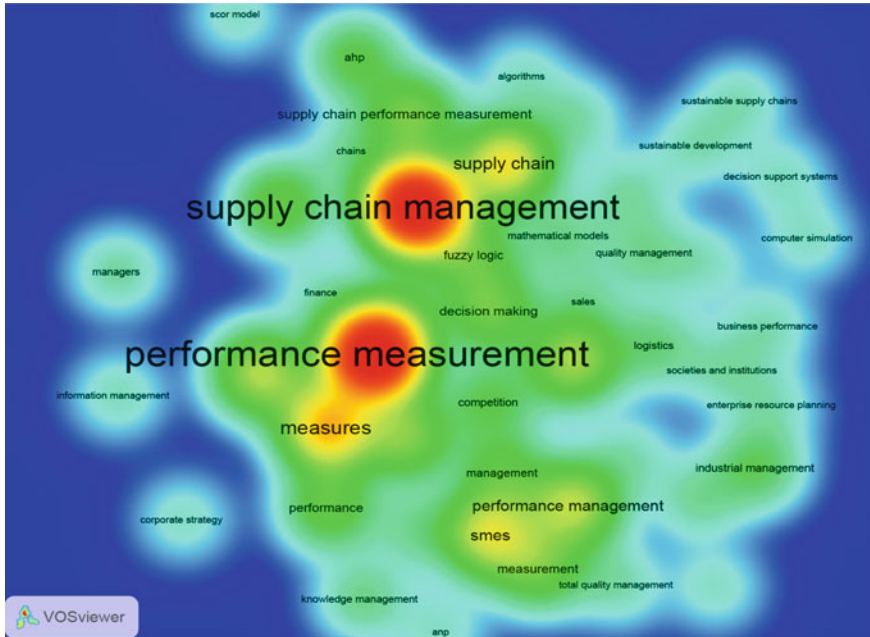 scor model
ahp
algorithms
sustainable supply chains
supply chain performance measurement
sustainable development
chains
supply chain
decision support systems
supply chain management
mathematical models
computer simulation
fuzzy logic
quality management
managers
finance
sales
decision making
business performance
performance measurement
logistics
societies and institutions
information management
competition
enterprise resource planning
measures
management
industrial management
performance
performance management
corporate strategy
smes
measurement
total quality management
knowledge management
VOSviewer
anp